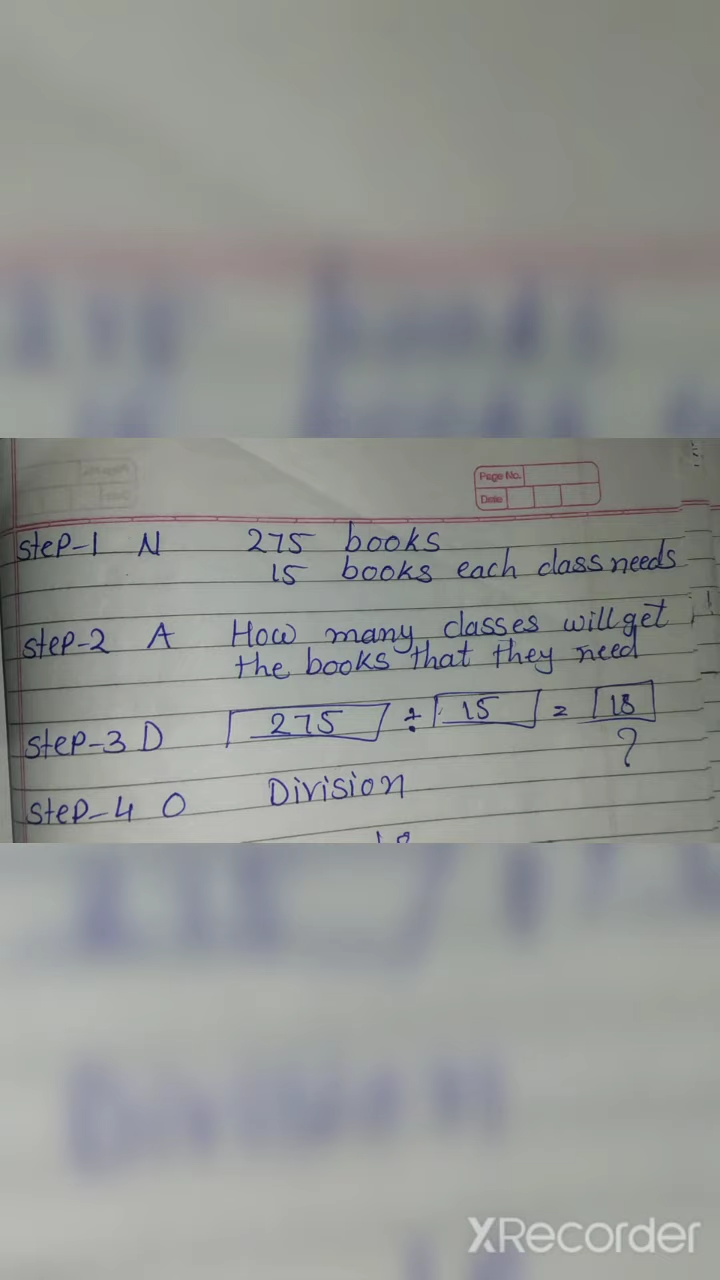 Page No.
Date
Step-1 N 275 books
15 books each class needs
Step-2 A How many classes will get
the books that they need
Step-3 D 275 ÷ 15 = 18
?
Step-4 O Division
18
XRecorder